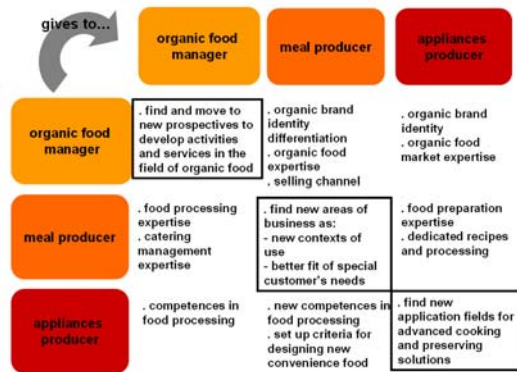 gives to...
organic food
manager
meal producer
appliances
producer
organic food
manager
. find and move to
new prospectives to
develop activities
and services in the
field of organic food
. organic brand
identity
differentiation
. organic food
expertise
. selling channel
. organic brand
identity
. organic food
market expertise
meal producer
. food processing
expertise
. catering
management
expertise
. find new areas of
business as:
- new contexts of
use
- better fit of special
customer's needs
. food preparation
expertise
. dedicated recipes
and processing
appliances
producer
. competences in
food processing
. new competences in
food processing
. set up criteria for
designing new
convenience food
. find new
application fields for
advanced cooking
and preserving
solutions